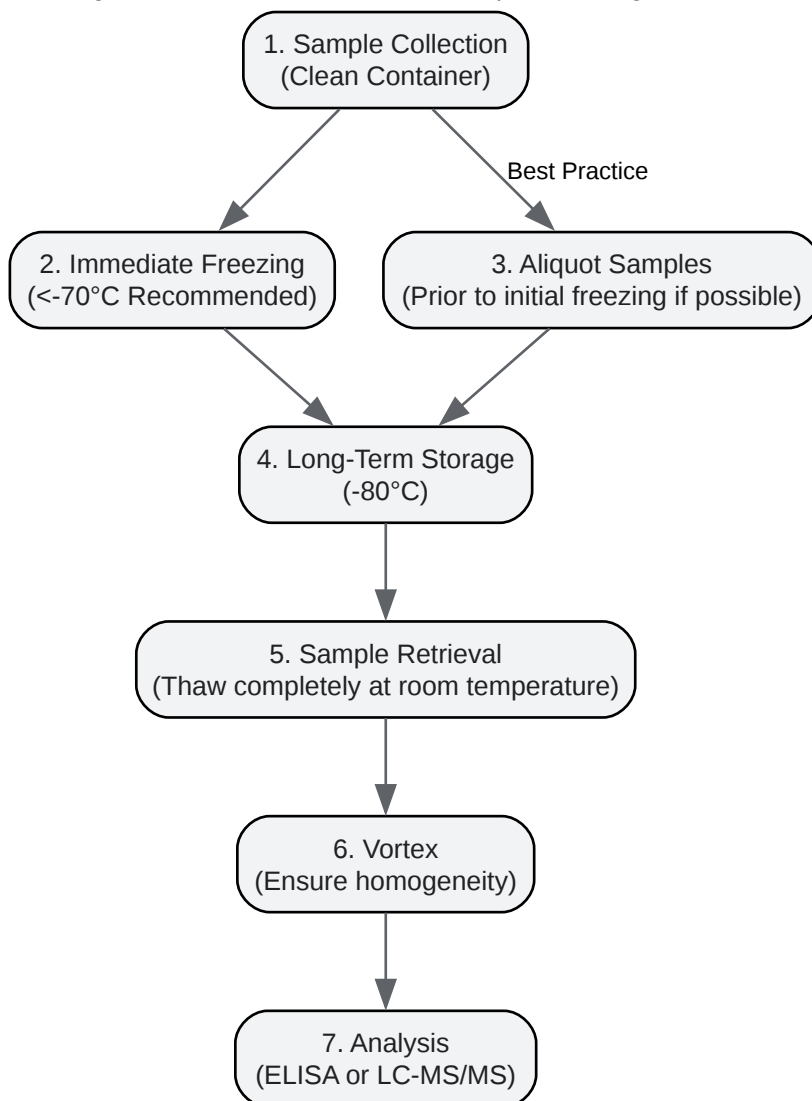 1. Sample Collection
(Clean Container)
Best Practice
2. Immediate Freezing
(<-70°C Recommended)
3. Aliquot Samples
(Prior to initial freezing if possible)
4. Long-Term Storage
(-80°C)
5. Sample Retrieval
(Thaw completely at room temperature)
6. Vortex
(Ensure homogeneity)
7. Analysis
(ELISA or LC-MS/MS)